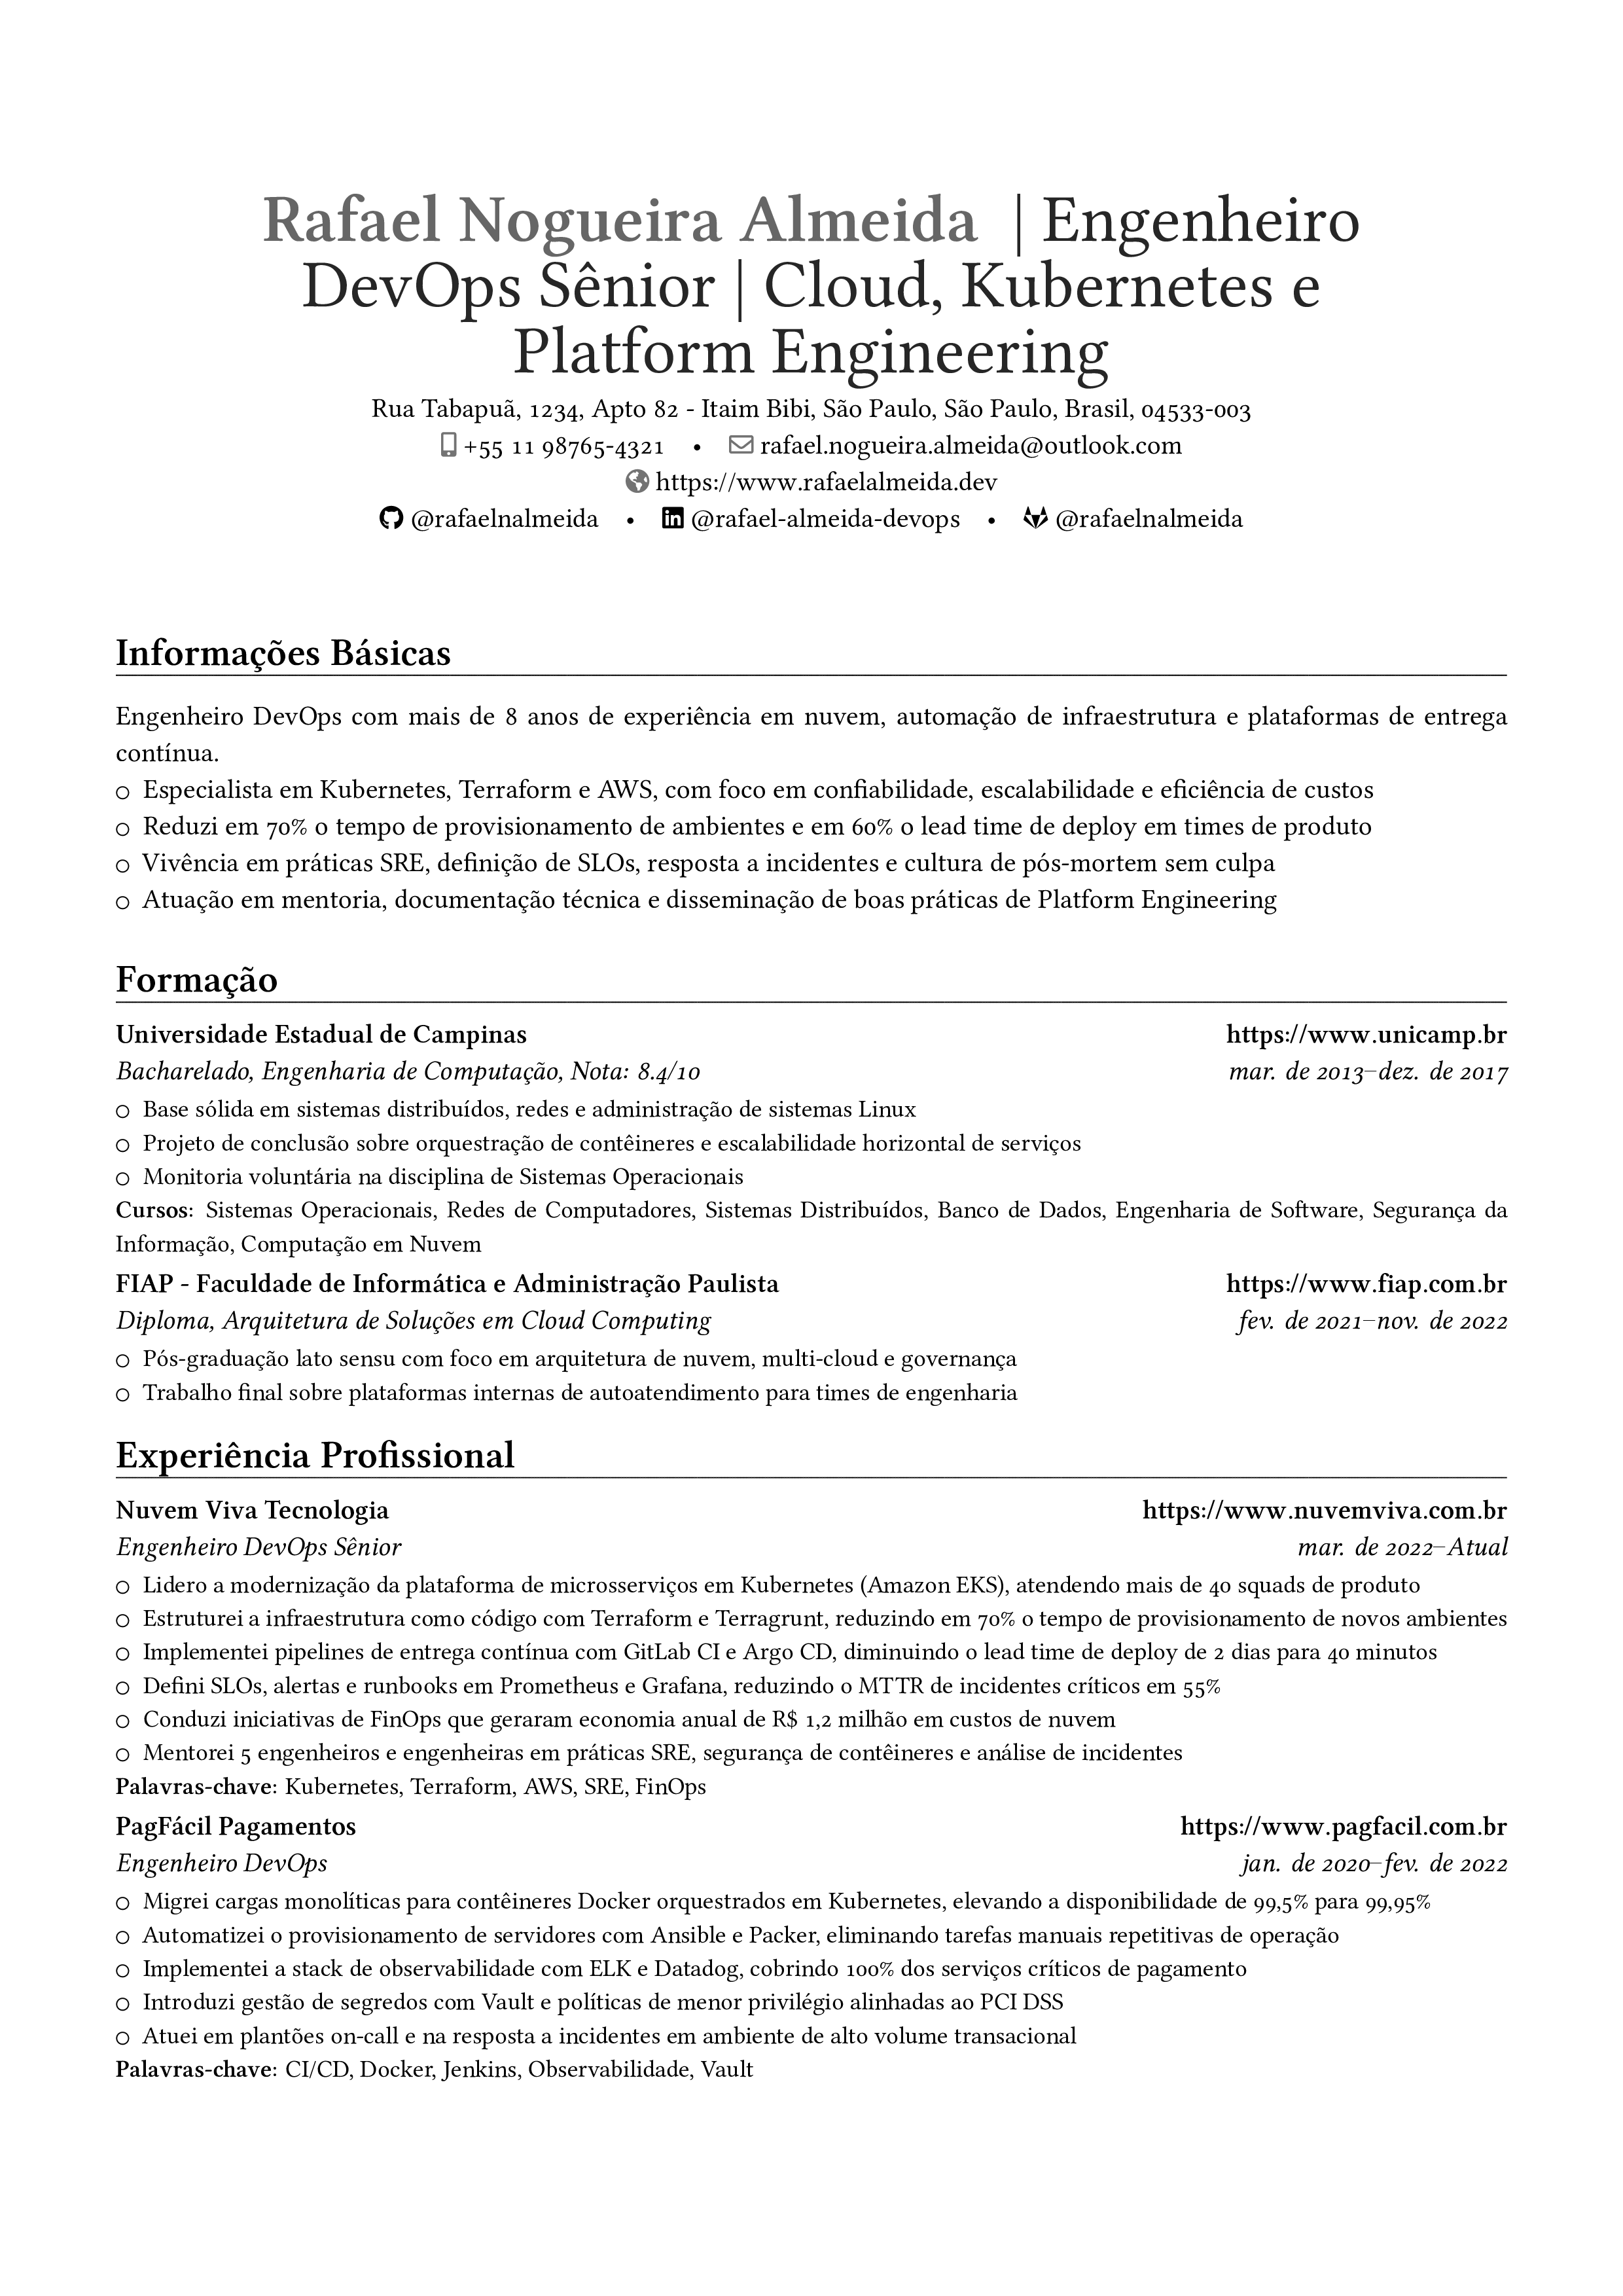 Rafael Nogueira Almeida | Engenheiro
DevOps Sênior | Cloud, Kubernetes e
Platform Engineering
Rua Tabapuã, 1234, Apto 82 - Itaim Bibi, São Paulo, São Paulo, Brasil, 04533-003
+55 11 98765-4321 • rafael.nogueira.almeida@outlook.com
https://www.rafaelalmeida.dev
@rafaelnalmeida • @rafael-almeida-devops • @rafaelnalmeida
Informações Básicas
Engenheiro DevOps com mais de 8 anos de experiência em nuvem, automação de infraestrutura e plataformas de entrega
contínua.
○ Especialista em Kubernetes, Terraform e AWS, com foco em confiabilidade, escalabilidade e eficiência de custos
○ Reduzi em 70% o tempo de provisionamento de ambientes e em 60% o lead time de deploy em times de produto
○ Vivência em práticas SRE, definição de SLOs, resposta a incidentes e cultura de pós-mortem sem culpa
○ Atuação em mentoria, documentação técnica e disseminação de boas práticas de Platform Engineering
Formação
Universidade Estadual de Campinas https://www.unicamp.br
Bacharelado, Engenharia de Computação, Nota: 8.4/10 mar. de 2013–dez. de 2017
○ Base sólida em sistemas distribuídos, redes e administração de sistemas Linux
○ Projeto de conclusão sobre orquestração de contêineres e escalabilidade horizontal de serviços
○ Monitoria voluntária na disciplina de Sistemas Operacionais
Cursos: Sistemas Operacionais, Redes de Computadores, Sistemas Distribuídos, Banco de Dados, Engenharia de Software, Segurança da
Informação, Computação em Nuvem
FIAP - Faculdade de Informática e Administração Paulista https://www.fiap.com.br
Diploma, Arquitetura de Soluções em Cloud Computing fev. de 2021–nov. de 2022
○ Pós-graduação lato sensu com foco em arquitetura de nuvem, multi-cloud e governança
○ Trabalho final sobre plataformas internas de autoatendimento para times de engenharia
Experiência Profissional
Nuvem Viva Tecnologia https://www.nuvemviva.com.br
Engenheiro DevOps Sênior mar. de 2022–Atual
○ Lidero a modernização da plataforma de microsserviços em Kubernetes (Amazon EKS), atendendo mais de 40 squads de produto
○ Estruturei a infraestrutura como código com Terraform e Terragrunt, reduzindo em 70% o tempo de provisionamento de novos ambientes
○ Implementei pipelines de entrega contínua com GitLab CI e Argo CD, diminuindo o lead time de deploy de 2 dias para 40 minutos
○ Defini SLOs, alertas e runbooks em Prometheus e Grafana, reduzindo o MTTR de incidentes críticos em 55%
○ Conduzi iniciativas de FinOps que geraram economia anual de R$ 1,2 milhão em custos de nuvem
○ Mentorei 5 engenheiros e engenheiras em práticas SRE, segurança de contêineres e análise de incidentes
Palavras-chave: Kubernetes, Terraform, AWS, SRE, FinOps
PagFácil Pagamentos https://www.pagfacil.com.br
Engenheiro DevOps jan. de 2020–fev. de 2022
○ Migrei cargas monolíticas para contêineres Docker orquestrados em Kubernetes, elevando a disponibilidade de 99,5% para 99,95%
○ Automatizei o provisionamento de servidores com Ansible e Packer, eliminando tarefas manuais repetitivas de operação
○ Implementei a stack de observabilidade com ELK e Datadog, cobrindo 100% dos serviços críticos de pagamento
○ Introduzi gestão de segredos com Vault e políticas de menor privilégio alinhadas ao PCI DSS
○ Atuei em plantões on-call e na resposta a incidentes em ambiente de alto volume transacional
Palavras-chave: CI/CD, Docker, Jenkins, Observabilidade, Vault